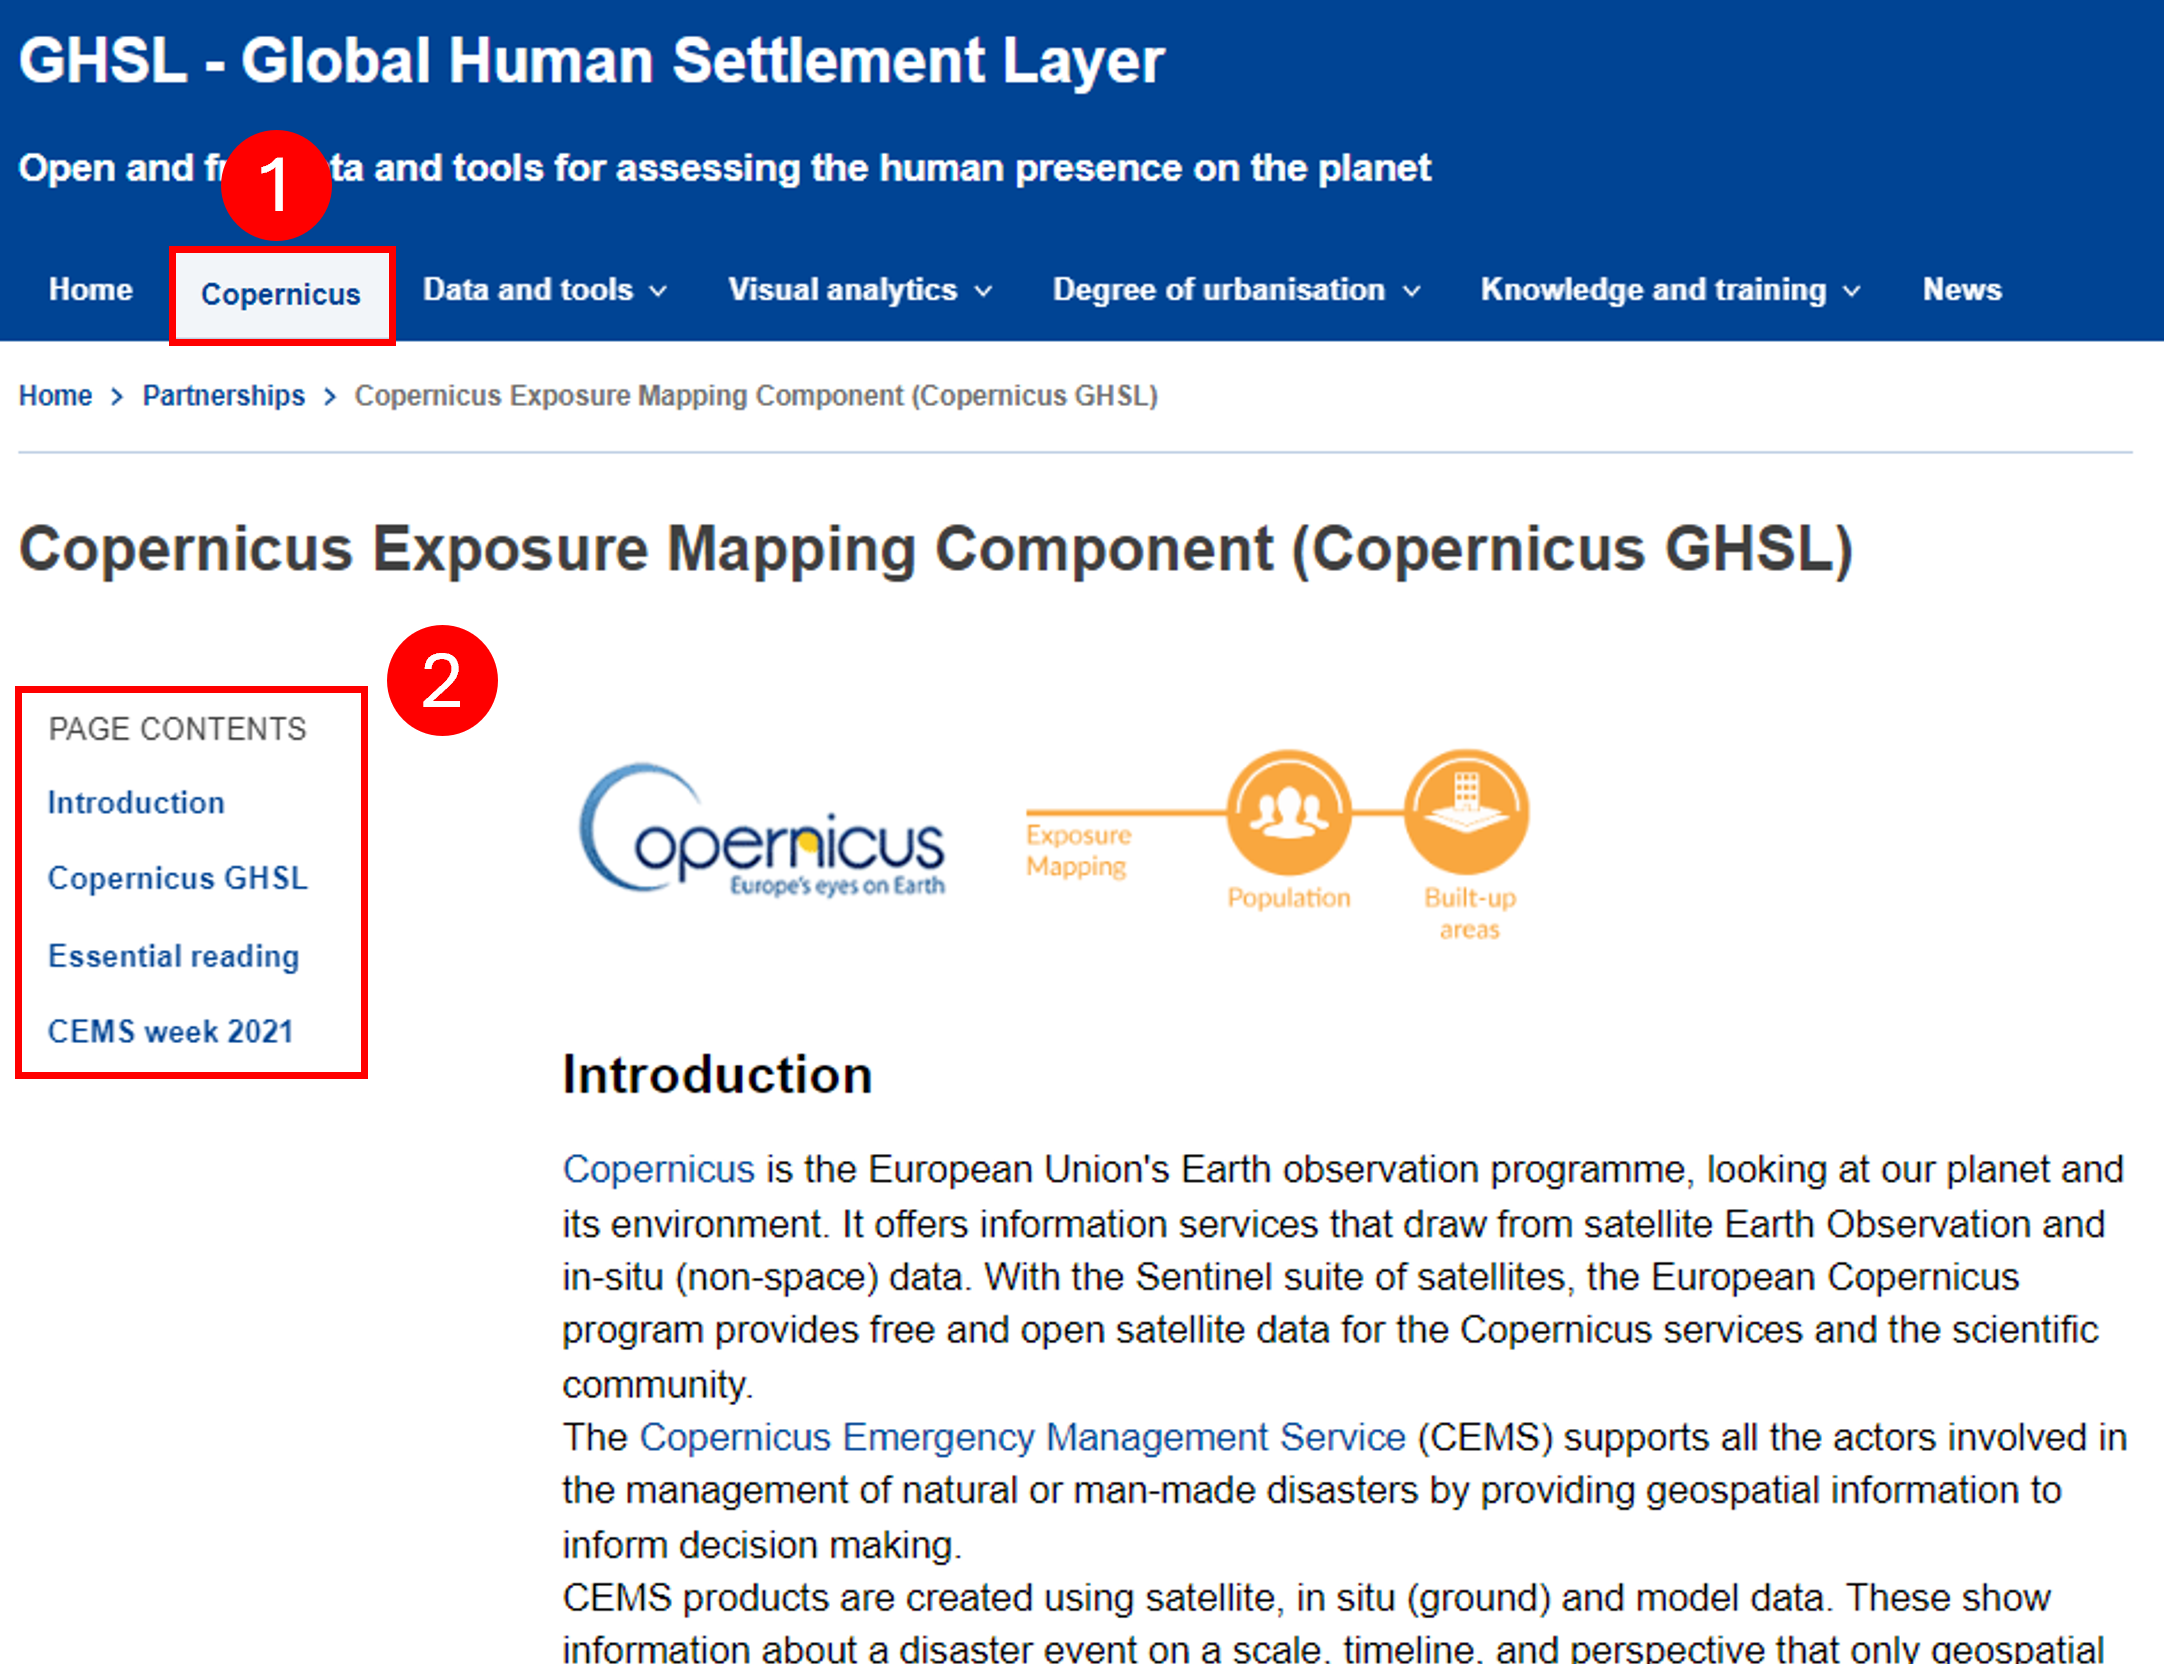 GHSL - Global Human Settlement Layer
Open and ta and tools for assessing the human presence on the planet
1
Home Copernicus Data and tools Visual analytics Degree of urbanisation Knowledge and training News
Home > Partnerships > Copernicus Exposure Mapping Component (Copernicus GHSL)
Copernicus Exposure Mapping Component (Copernicus GHSL)
2
PAGE CONTENTS
Introduction
Copernicus GHSL
Essential reading
CEMS week 2021
Copernicus
Europe's eyes on Earth
Exposure
Mapping
Population
Built-up
areas
Introduction
Copernicus is the European Union's Earth observation programme, looking at our planet and
its environment. It offers information services that draw from satellite Earth Observation and
in-situ (non-space) data. With the Sentinel suite of satellites, the European Copernicus
program provides free and open satellite data for the Copernicus services and the scientific
community.
The Copernicus Emergency Management Service (CEMS) supports all the actors involved in
the management of natural or man-made disasters by providing geospatial information to
inform decision making.
CEMS products are created using satellite, in situ (ground) and model data. These show
information about a disaster event on a scale, timeline, and perspective that only geospatial